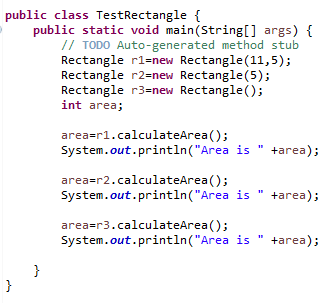 public class TestRectangle {
public static void main(String[] args) {
// TODO Auto-generated method stub
Rectangle r1=new Rectangle(11,5);
Rectangle r2=new Rectangle(5);
Rectangle r3=new Rectangle();
int area;
area=r1.calculateArea();
System.out.println("Area is " +area);
area=r2.calculateArea();
System.out.println("Area is " +area);
area=r3.calculateArea();
System.out.println("Area is " +area);
}
}